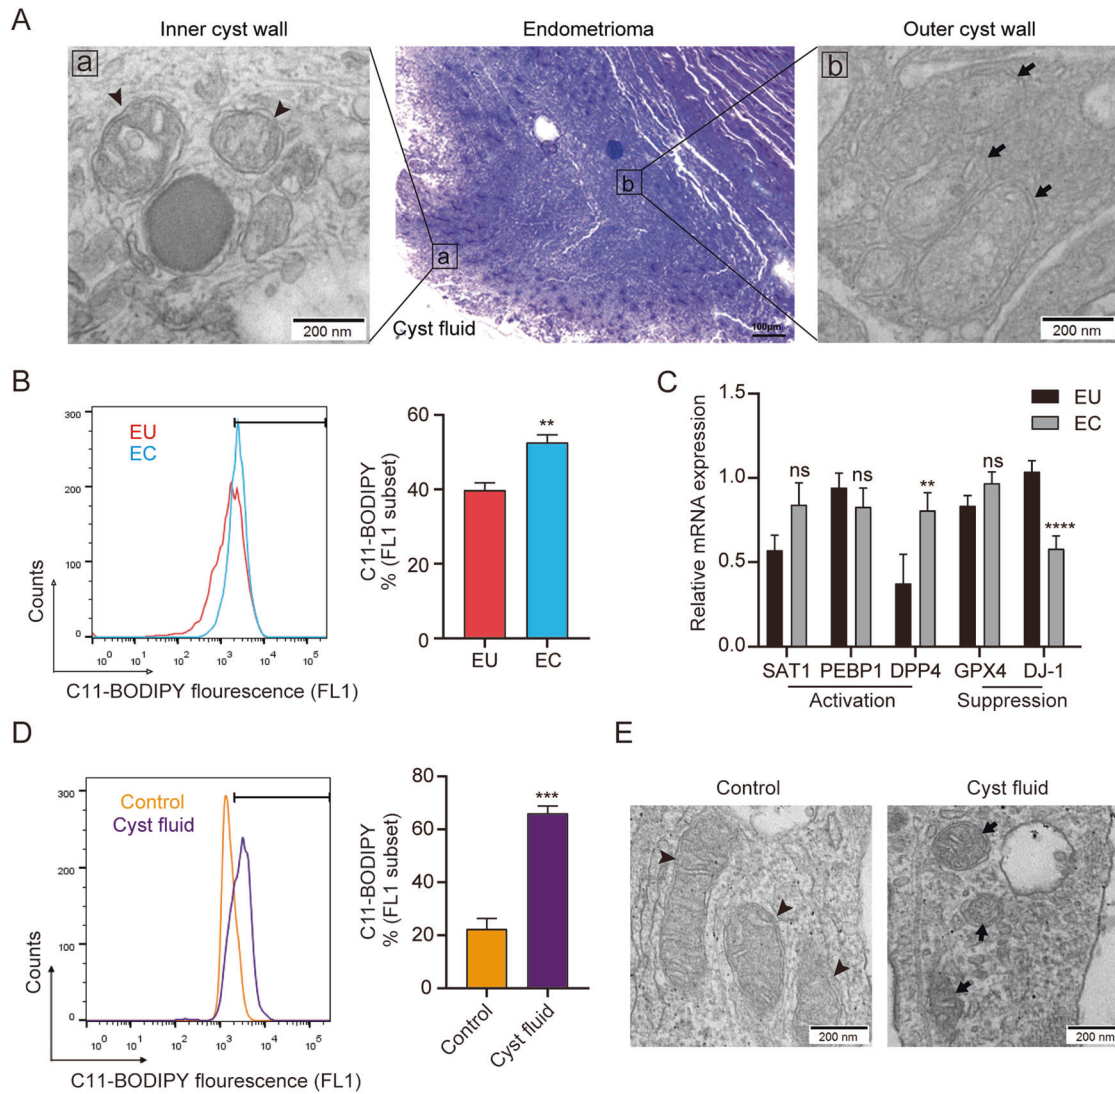 A
Inner cyst wall
Endometrioma
Outer cyst wall
a
b
b
a
Cyst fluid
200 nm
100µm
200 nm
B
300
200
100
0
EU
EC
Counts
10^0 10^1 10^2 10^3 10^4 10^5
C11-BODIPY flourescence (FL1)
C11-BODIPY
% (FL1 subset)
60
40
20
0
**
EU EC
C
Relative mRNA expression
1.5
1.0
0.5
0.0
EU
EC
ns
ns
**
ns
****
SAT1 PEBP1 DPP4 GPX4 DJ-1
Activation Suppression
D
300
200
100
0
Control
Cyst fluid
Counts
10^0 10^1 10^2 10^3 10^4 10^5
C11-BODIPY flourescence (FL1)
C11-BODIPY
% (FL1 subset)
80
60
40
20
0
***
Control
Cyst fluid
E
Control
Cyst fluid
200 nm
200 nm